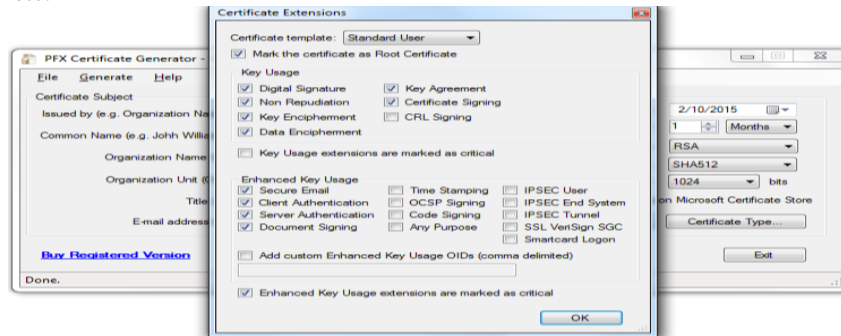 Certificate Extensions
Certificate template: Standard User
Mark the certificate as Root Certificate
Key Usage
Digital Signature
Key Agreement
Non Repudiation
Certificate Signing
Key Encipherment
CRL Signing
Data Encipherment
Key Usage extensions are marked as critical
Enhanced Key Usage
Secure Email
Time Stamping
IPSEC User
Client Authentication
OCSP Signing
IPSEC End System
Server Authentication
Code Signing
IPSEC Tunnel
Document Signing
Any Purpose
SSL VeriSign SGC
Smartcard Logon
Add custom Enhanced Key Usage OIDs (comma delimited)
Enhanced Key Usage extensions are marked as critical
OK
PFX Certificate Generator -
File Generate Help
Certificate Subject
Issued by (e.g. Organization Na
Common Name (e.g. Johh Willia
Organization Name
Organization Unit (
Title
E-mail address
Buy Registered Version
Done.
2/10/2015
1 Months
RSA
SHA512
1024 bits
on Microsoft Certificate Store
Certificate Type...
Exit